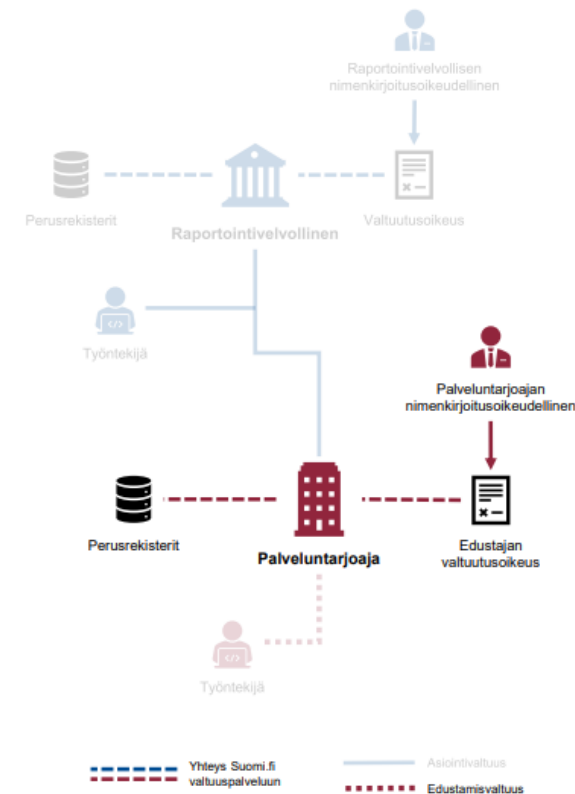 Raportointivelvollisen
nimenkirjoitusoikeudellinen
Perusrekisterit
Raportointivelvollinen
Valtuutusoikeus
Työntekijä
Palveluntarjoajan
nimenkirjoitusoikeudellinen
Perusrekisterit
Palveluntarjoaja
Edustajan
valtuutusoikeus
Työntekijä
Yhteys Suomi.fi
valtuuspalveluun
Asiointivaltuus
Edustamisvaltuus